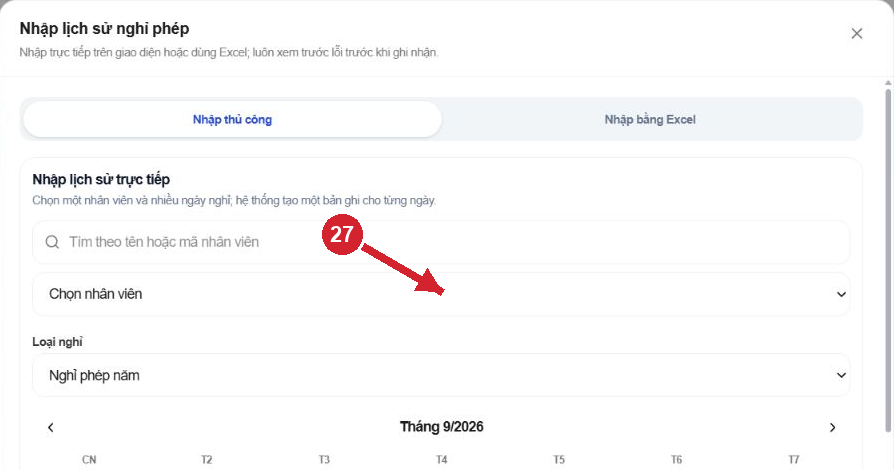 Nhập lịch sử nghỉ phép
Nhập trực tiếp trên giao diện hoặc dùng Excel; luôn xem trước lỗi trước khi ghi nhận.
Nhập thủ công
Nhập bằng Excel
Nhập lịch sử trực tiếp
Chọn một nhân viên và nhiều ngày nghỉ; hệ thống tạo một bản ghi cho từng ngày.
Tìm theo tên hoặc mã nhân viên
27
Chọn nhân viên
Loại nghỉ
Nghỉ phép năm
Tháng 9/2026
CN T2 T3 T4 T5 T6 T7